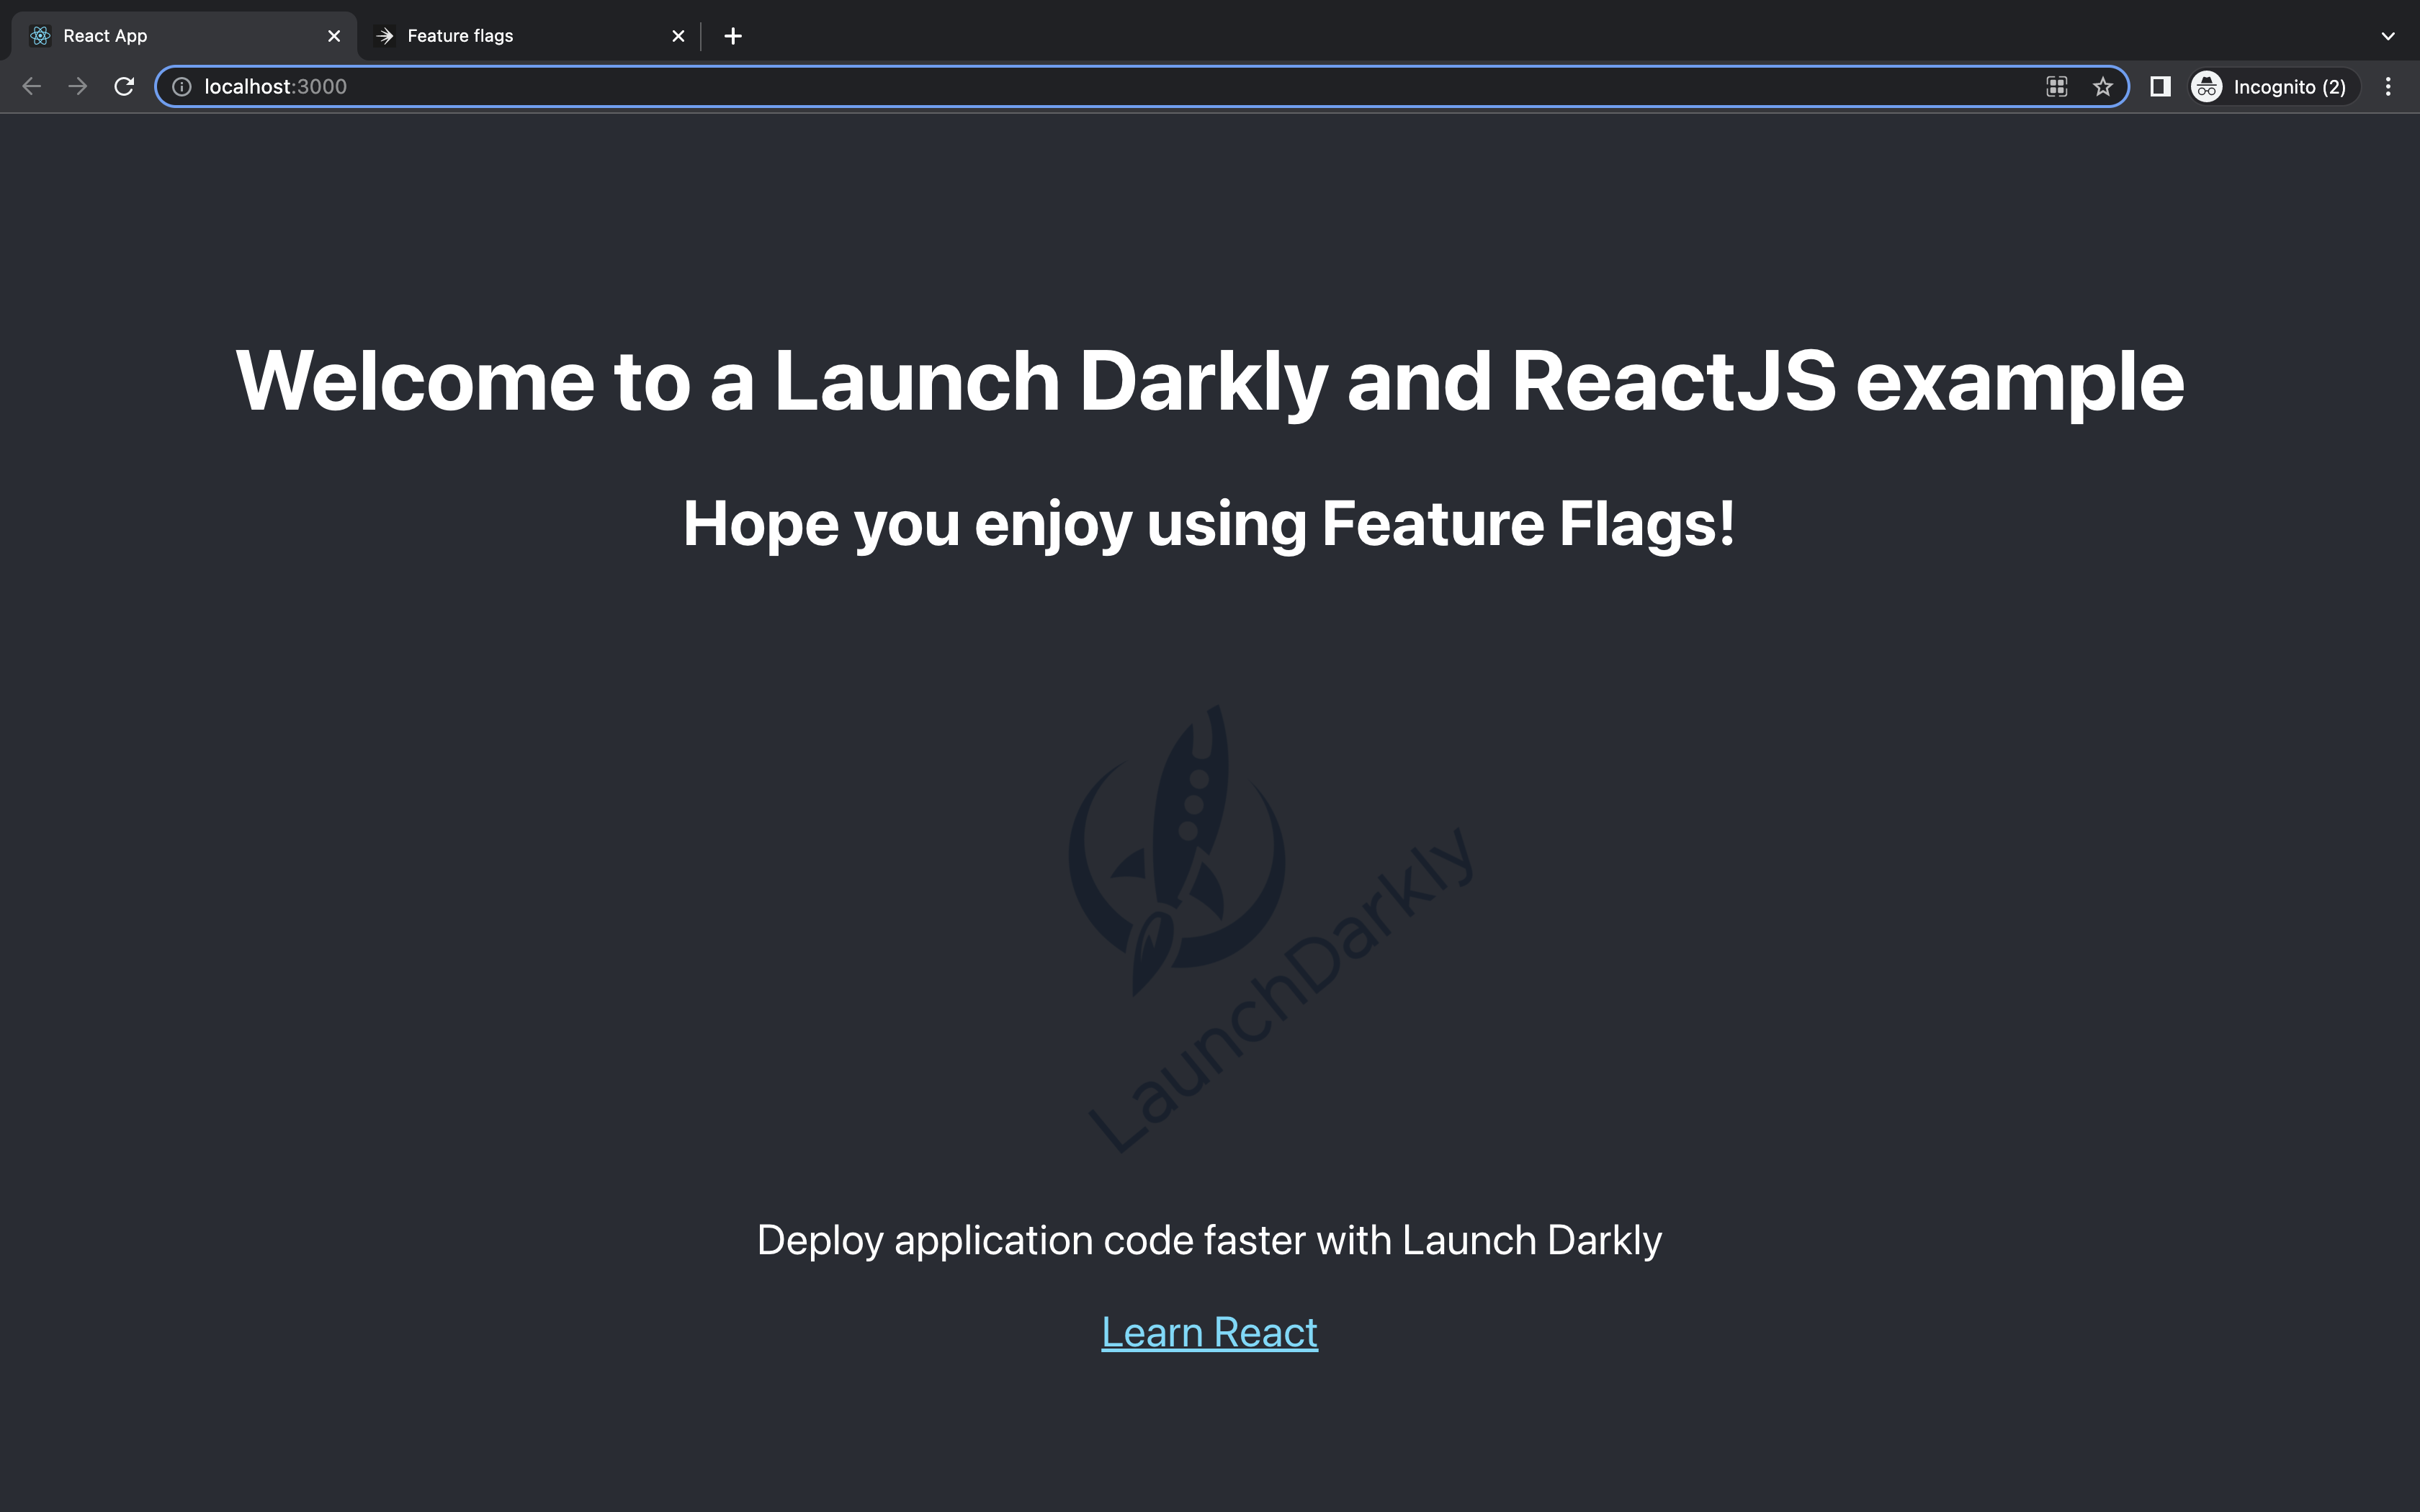 React App
Feature flags
localhost:3000
Incognito (2)
Welcome to a Launch Darkly and ReactJS example
Hope you enjoy using Feature Flags!
LaunchDarkly
Deploy application code faster with Launch Darkly
Learn React